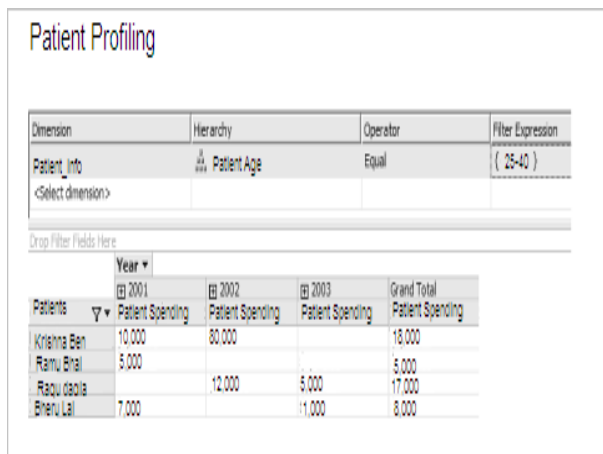 Patient Profiling
Dimension Hierarchy Operator Filter Expression
Patient_Info Patient Age Equal { 25-40 }
<Select dimension>
Drop Filter Fields Here
Year
2001 2002 2003 Grand Total
Patients Patient Spending Patient Spending Patient Spending Patient Spending
Krishna Ben 10,000 80,000 18,000
Ramu Bhai 5,000 5,000
Ragu dagla 12,000 5,000 17,000
Bheru Lal 7,000 1,000 8,000